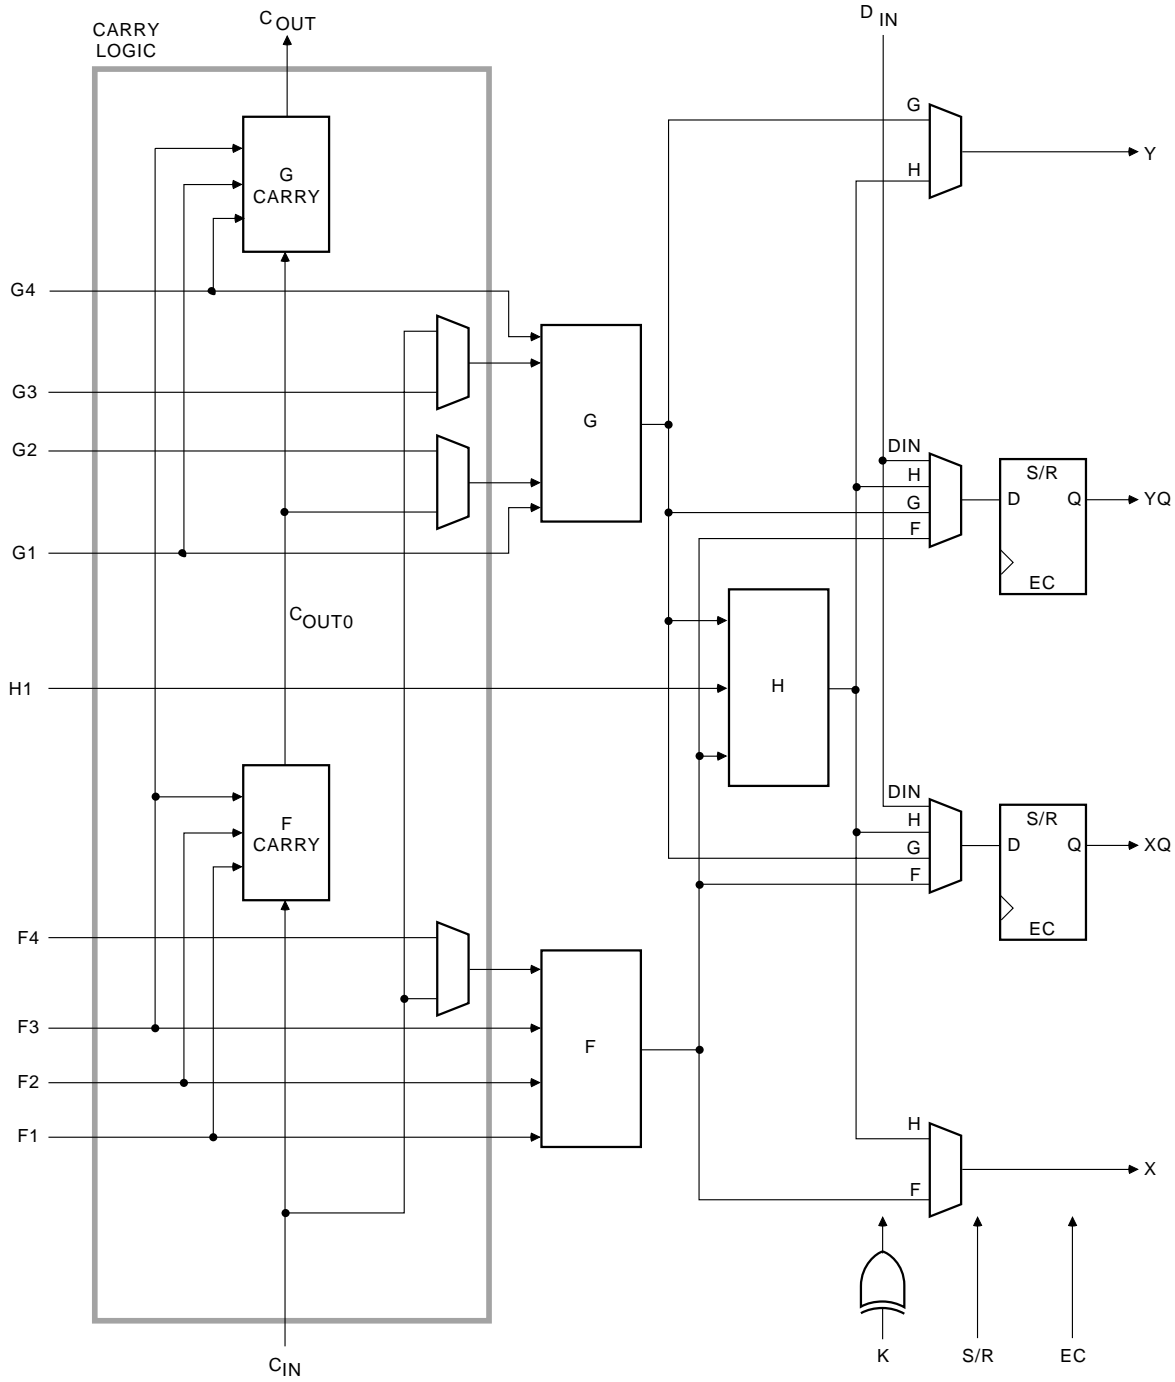 CARRY
LOGIC
C OUT
D IN
G
H
Y
G
CARRY
G4
G3
G2
G1
G
DIN
H
G
F
S/R
D
Q
EC
YQ
C OUT0
H1
H
F
CARRY
DIN
H
G
F
S/R
D
Q
EC
XQ
F4
F3
F2
F1
F
H
F
X
C IN
K
S/R
EC